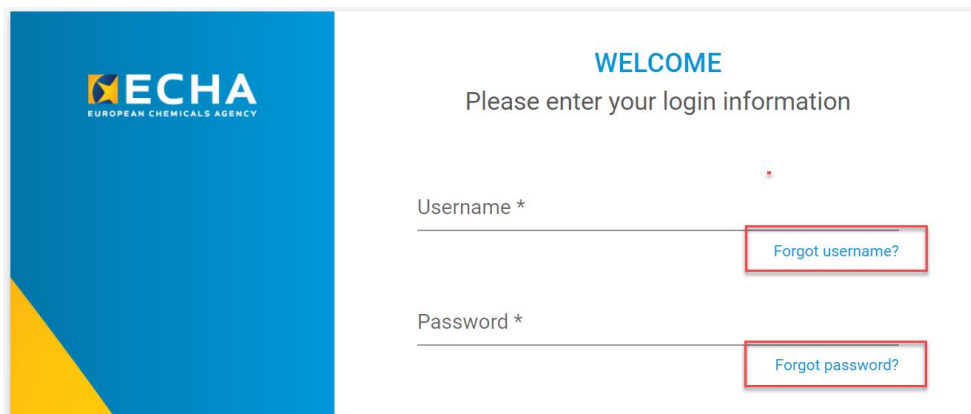 ECHA
EUROPEAN CHEMICALS AGENCY
WELCOME
Please enter your login information
Username *
Forgot username?
Password *
Forgot password?